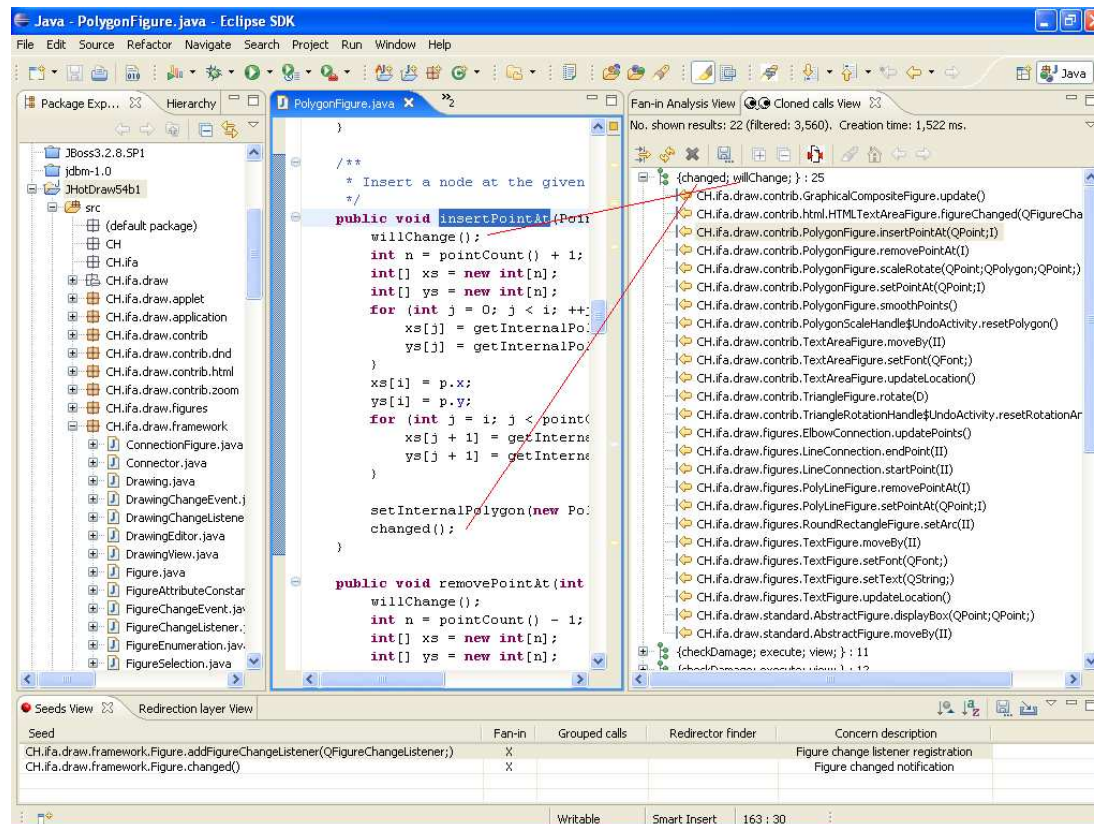 Java - PolygonFigure.java - Eclipse SDK
File Edit Source Refactor Navigate Search Project Run Window Help
Java
Package Exp...
Hierarchy
JBoss3.2.8.SP1
jdbm-1.0
JHotDraw54b1
src
(default package)
CH
CH.ifa
CH.ifa.draw
CH.ifa.draw.applet
CH.ifa.draw.application
CH.ifa.draw.contrib
CH.ifa.draw.contrib.dnd
CH.ifa.draw.contrib.html
CH.ifa.draw.contrib.zoom
CH.ifa.draw.figures
CH.ifa.draw.framework
ConnectionFigure.java
Connector.java
Drawing.java
DrawingChangeEvent.j
DrawingChangeListene
DrawingEditor.java
DrawingView.java
Figure.java
FigureAttributeConstar
FigureChangeEvent.jav
FigureChangeListener.
FigureEnumeration.jav
FigureSelection.java
PolygonFigure.java
2
}
/**
* Insert a node at the given
*/
public void insertPointAt(Poin
willChange();
int n = pointCount() + 1;
int[] xs = new int[n];
int[] ys = new int[n];
for (int j = 0; j < i; ++j
xs[j] = getInternalPol
ys[j] = getInternalPol
}
xs[i] = p.x;
ys[i] = p.y;
for (int j = i; j < pointC
xs[j + 1] = getInterna
ys[j + 1] = getInterna
}
setInternalPolygon(new Pol
changed();
}
public void removePointAt(int
willChange();
int n = pointCount() - 1;
int[] xs = new int[n];
int[] ys = new int[n];
Fan-in Analysis View
Cloned calls View
No. shown results: 22 (filtered: 3,560). Creation time: 1,522 ms.
{changed; willChange; } : 25
CH.ifa.draw.contrib.GraphicalCompositeFigure.update()
CH.ifa.draw.contrib.html.HTMLTextAreaFigure.figureChanged(QFigureCha
CH.ifa.draw.contrib.PolygonFigure.insertPointAt(QPoint;I)
CH.ifa.draw.contrib.PolygonFigure.removePointAt(I)
CH.ifa.draw.contrib.PolygonFigure.scaleRotate(QPoint;QPolygon;QPoint;)
CH.ifa.draw.contrib.PolygonFigure.setPointAt(QPoint;I)
CH.ifa.draw.contrib.PolygonFigure.smoothPoints()
CH.ifa.draw.contrib.PolygonScaleHandle$UndoActivity.resetPolygon()
CH.ifa.draw.contrib.TextAreaFigure.moveBy(II)
CH.ifa.draw.contrib.TextAreaFigure.setFont(QFont;)
CH.ifa.draw.contrib.TextAreaFigure.updateLocation()
CH.ifa.draw.contrib.TriangleFigure.rotate(D)
CH.ifa.draw.contrib.TriangleRotationHandle$UndoActivity.resetRotationAr
CH.ifa.draw.figures.ElbowConnection.updatePoints()
CH.ifa.draw.figures.LineConnection.endPoint(II)
CH.ifa.draw.figures.LineConnection.startPoint(II)
CH.ifa.draw.figures.PolyLineFigure.removePointAt(I)
CH.ifa.draw.figures.PolyLineFigure.setPointAt(QPoint;I)
CH.ifa.draw.figures.RoundRectangleFigure.setArc(II)
CH.ifa.draw.figures.TextFigure.moveBy(II)
CH.ifa.draw.figures.TextFigure.setFont(QFont;)
CH.ifa.draw.figures.TextFigure.setText(QString;)
CH.ifa.draw.figures.TextFigure.updateLocation()
CH.ifa.draw.standard.AbstractFigure.displayBox(QPoint;QPoint;)
CH.ifa.draw.standard.AbstractFigure.moveBy(II)
{checkDamage; execute; view; } : 11
{checkDamage; execute; view; } : 12
Seeds View
Redirection layer View
Seed Fan-in Grouped calls Redirector finder Concern description
CH.ifa.draw.framework.Figure.addFigureChangeListener(QFigureChangeListener;) X Figure change listener registration
CH.ifa.draw.framework.Figure.changed() X Figure changed notification
Writable Smart Insert 163 : 30